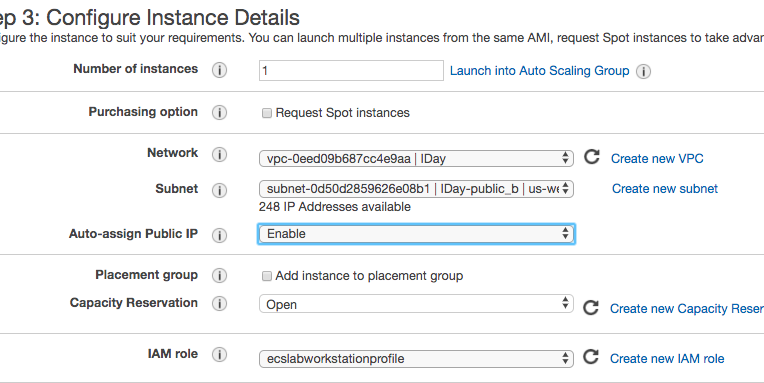 ep 3: Configure Instance Details
igure the instance to suit your requirements. You can launch multiple instances from the same AMI, request Spot instances to take advan
Number of instances i 1 Launch into Auto Scaling Group i
Purchasing option i Request Spot instances
Network i vpc-0eed09b687cc4e9aa | IDay Create new VPC
Subnet i subnet-0d50d2859626e08b1 | IDay-public_b | us-we Create new subnet
248 IP Addresses available
Auto-assign Public IP i Enable
Placement group i Add instance to placement group
Capacity Reservation i Open Create new Capacity Reser
IAM role i ecslabworkstationprofile Create new IAM role